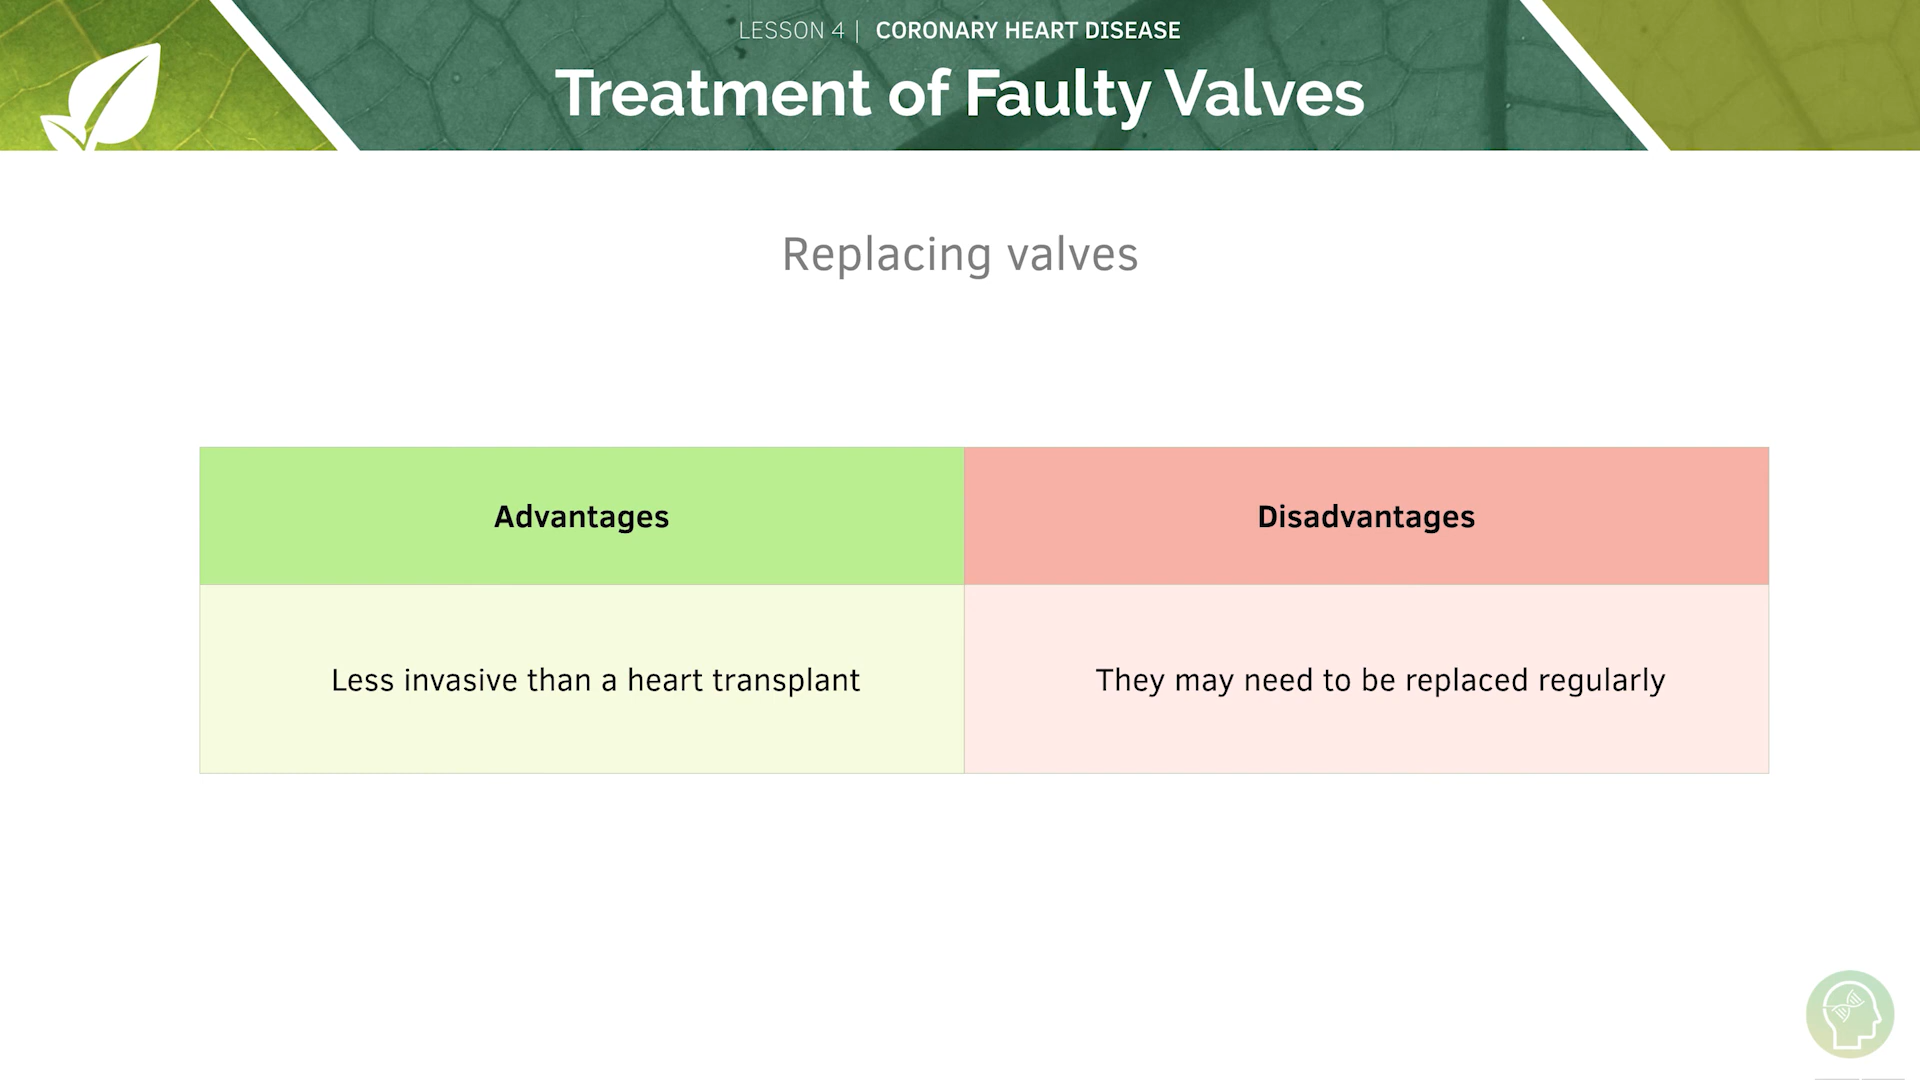 LESSON 4 | CORONARY HEART DISEASE
Treatment of Faulty Valves
Replacing valves
Advantages
Disadvantages
Less invasive than a heart transplant
They may need to be replaced regularly